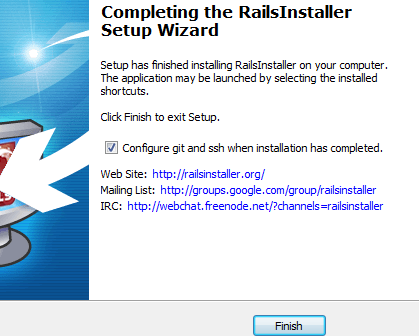 Completing the RailsInstaller
Setup Wizard
Setup has finished installing RailsInstaller on your computer.
The application may be launched by selecting the installed
shortcuts.
Click Finish to exit Setup.
Configure git and ssh when installation has completed.
Web Site: http://railsinstaller.org/
Mailing List: http://groups.google.com/group/railsinstaller
IRC: http://webchat.freenode.net/?channels=railsinstaller
Finish